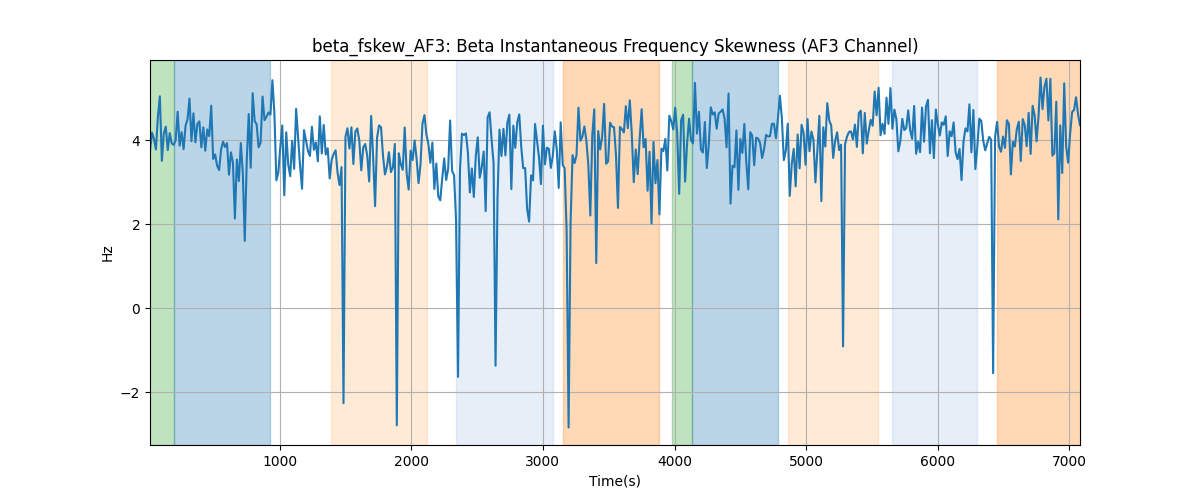 beta_fskew_AF3: Beta Instantaneous Frequency Skewness (AF3 Channel)
Hz
4
2
0
−2
1000 2000 3000 4000 5000 6000 7000
Time(s)